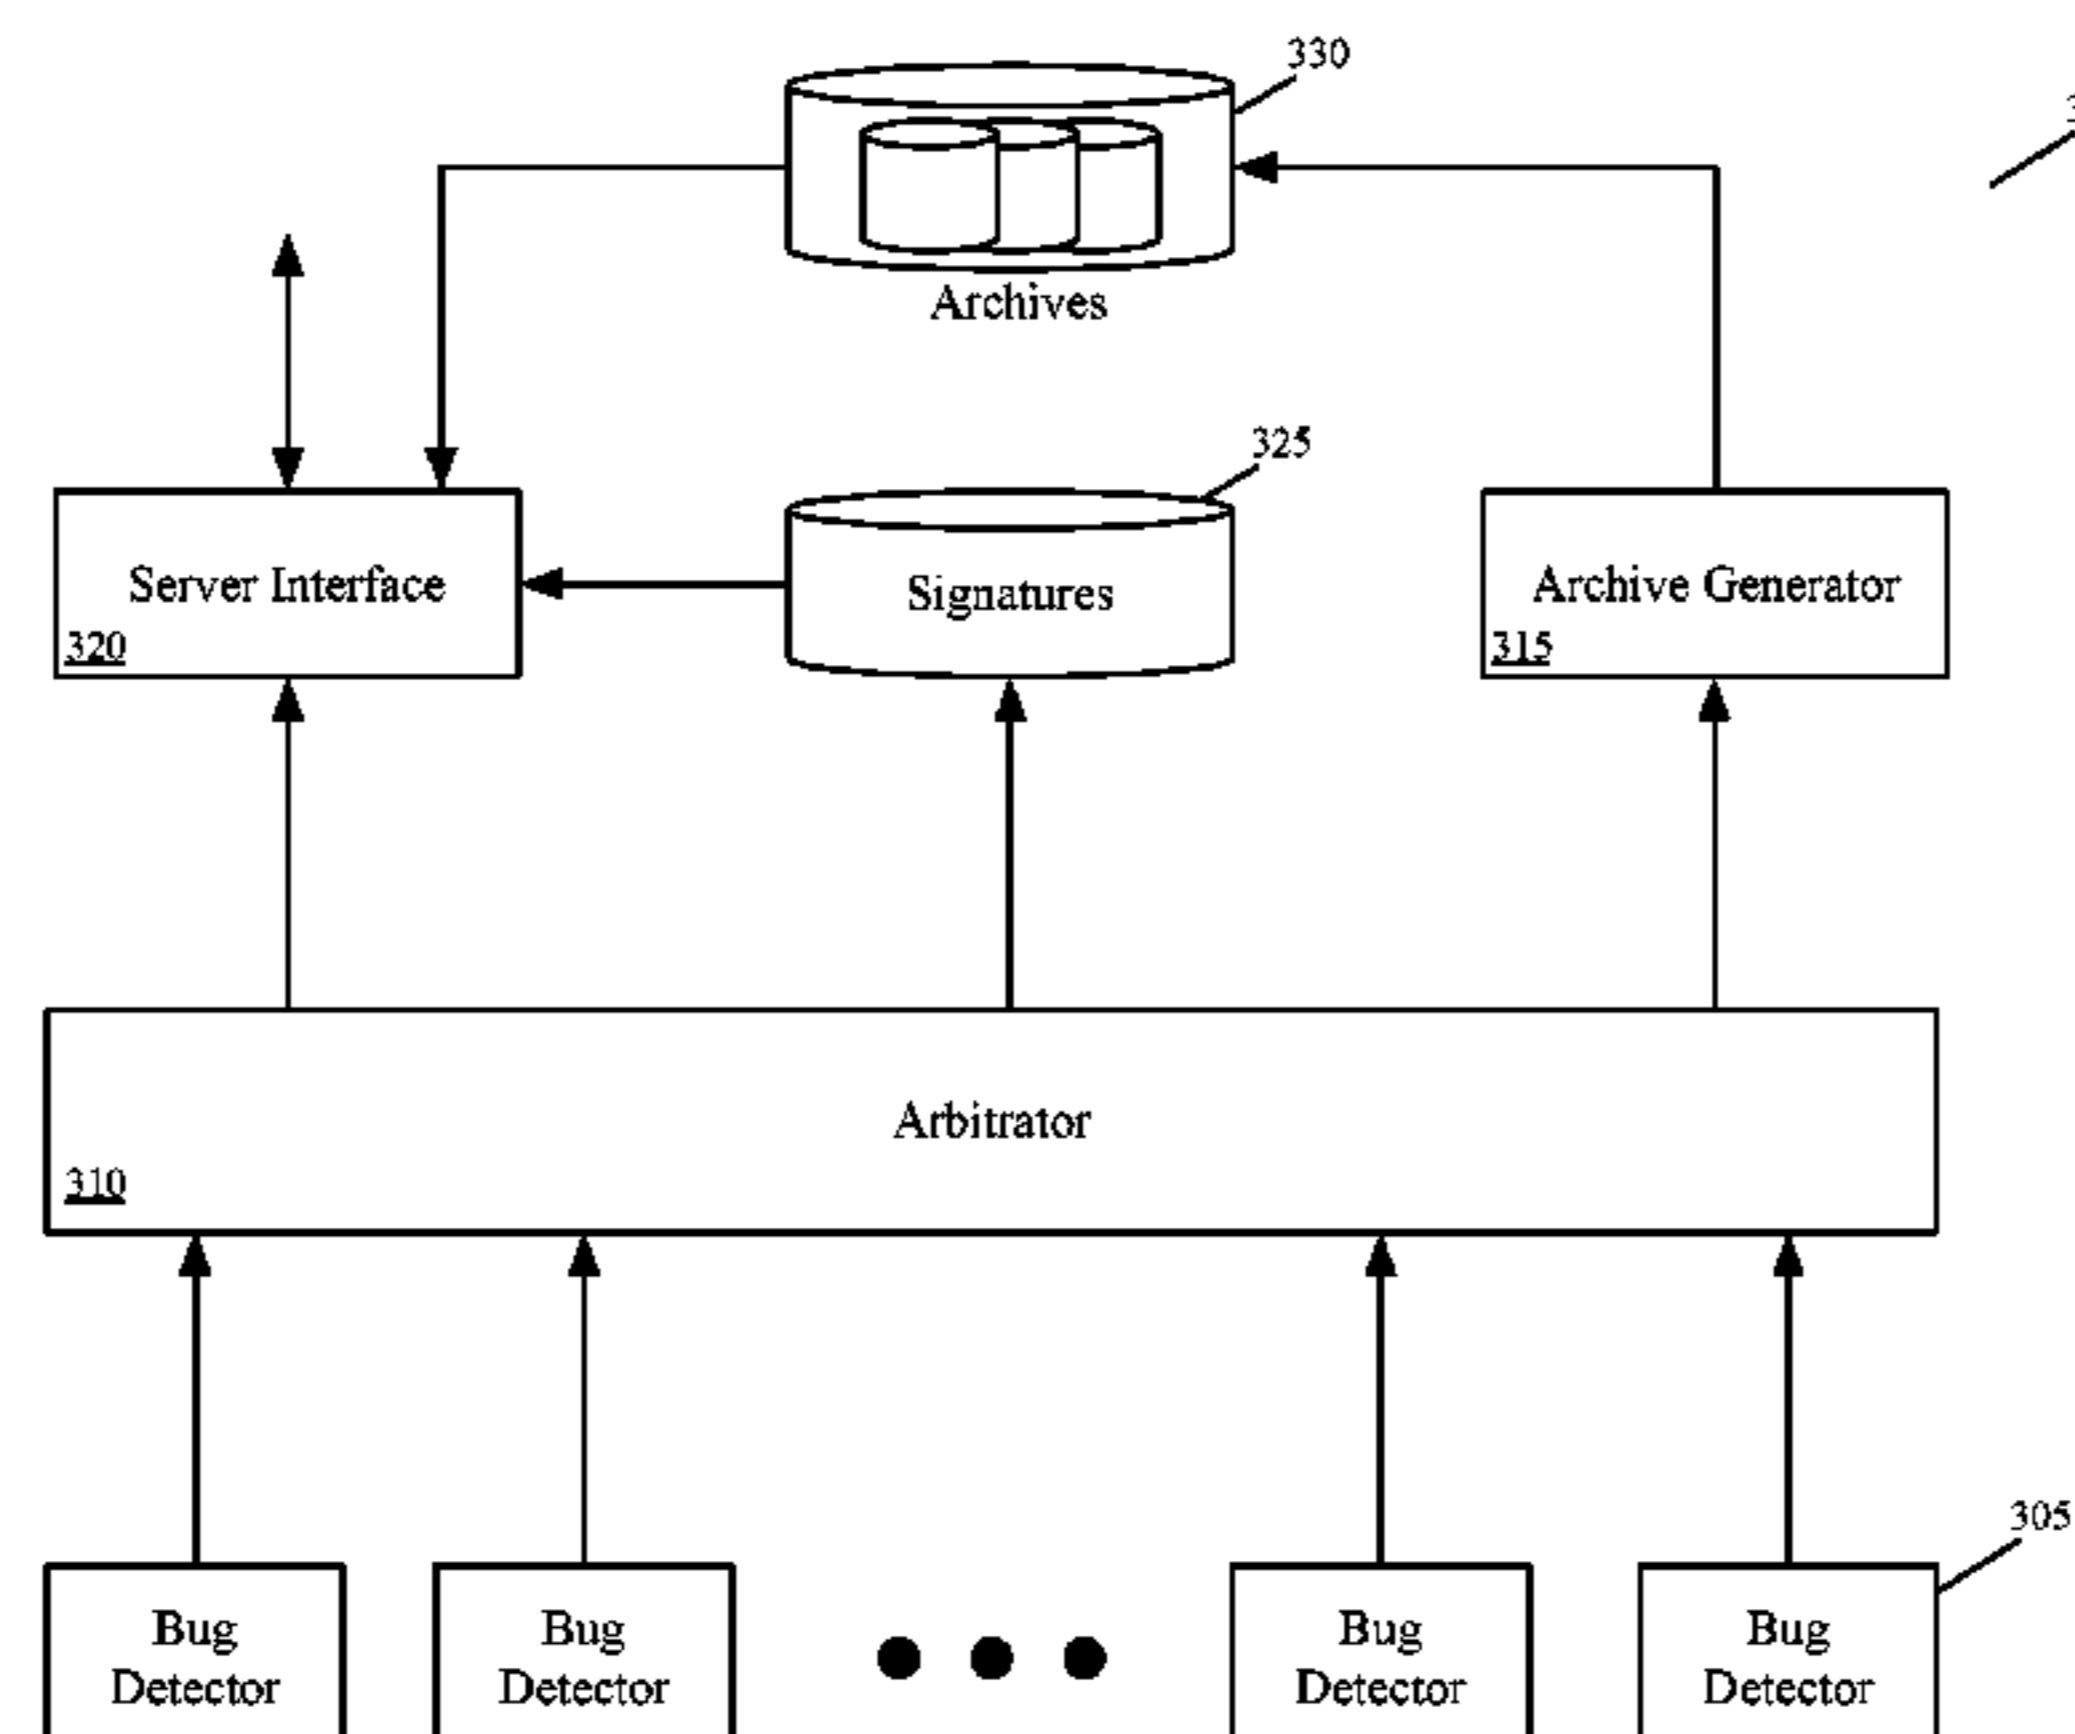 330
Archives
325
Server Interface
320
Signatures
Archive Generator
315
Arbitrator
310
305
Bug
Detector
Bug
Detector
Bug
Detector
Bug
Detector